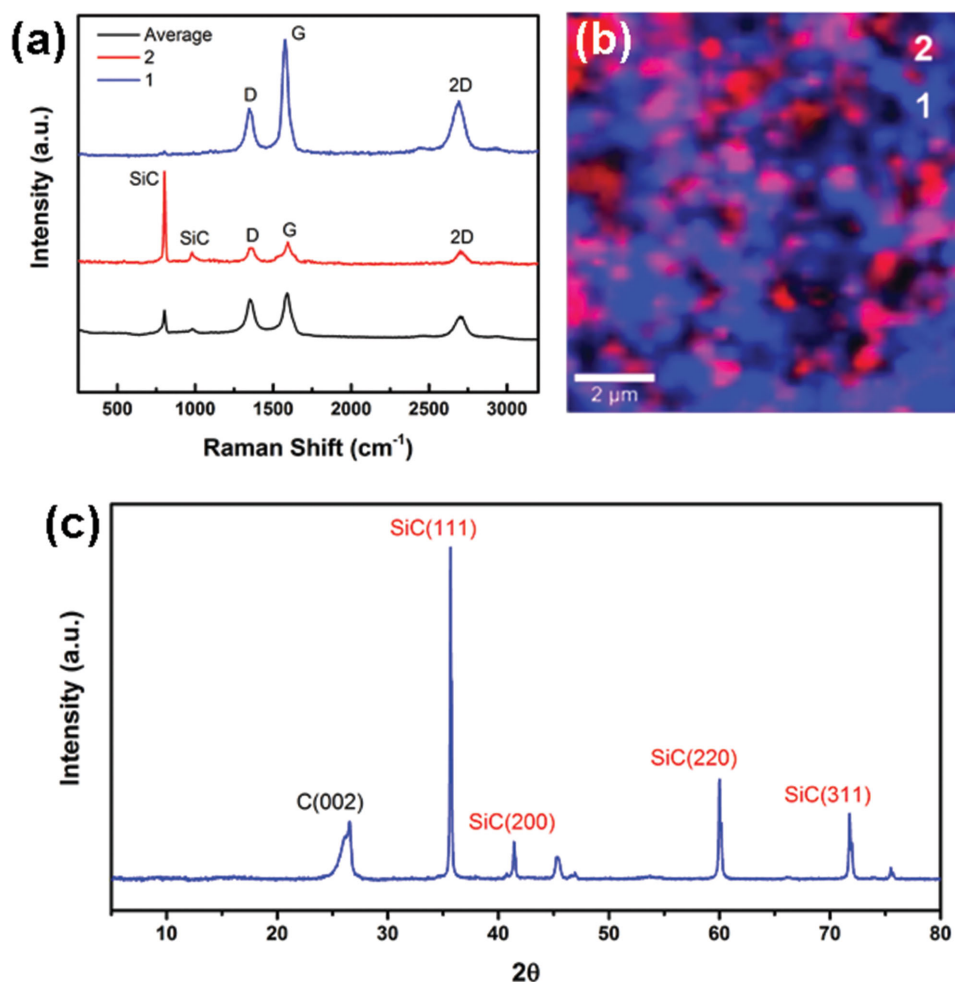 (a)
Average
2
1
G
D
2D
SiC
SiC
D
G
2D
Intensity (a.u.)
500 1000 1500 2000 2500 3000
Raman Shift (cm⁻¹)
(b)
2
1
2 µm
(c)
SiC(111)
C(002)
SiC(200)
SiC(220)
SiC(311)
Intensity (a.u.)
10 20 30 40 50 60 70 80
2θ